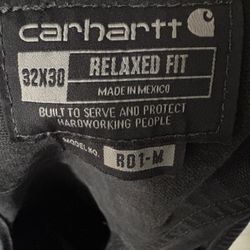 carhartt
32X30
RELAXED FIT
MADE IN MEXICO
BUILT TO SERVE AND PROTECT
HARDWORKING PEOPLE
MODEL NO.
R01-M